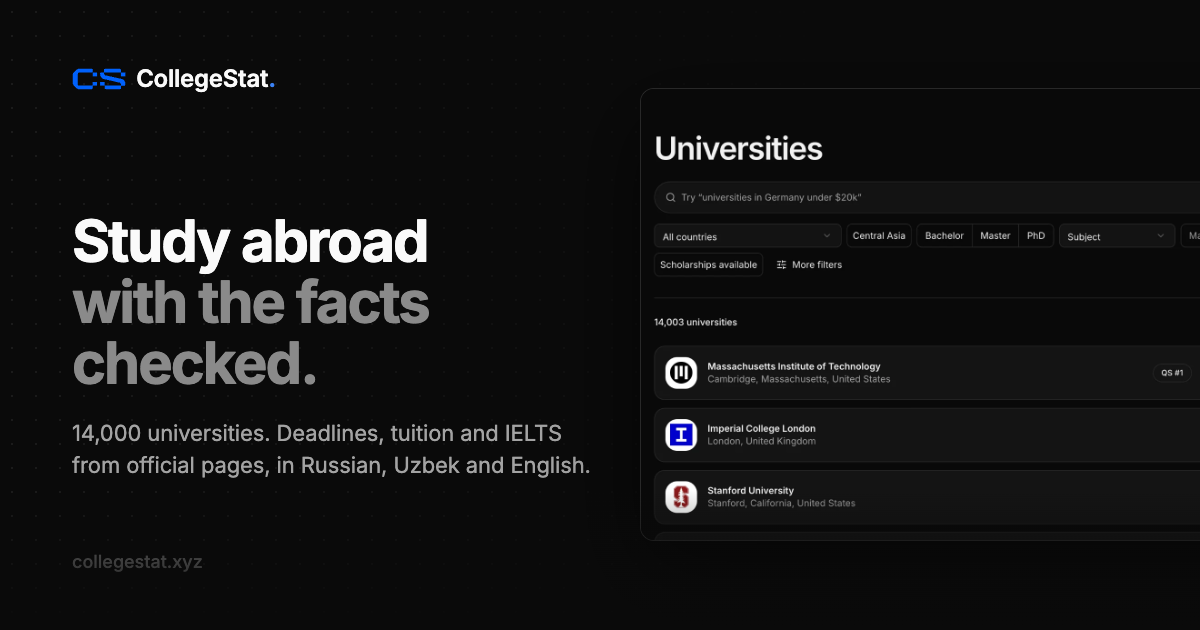 CS CollegeStat.
Study abroad
with the facts
checked.
14,000 universities. Deadlines, tuition and IELTS
from official pages, in Russian, Uzbek and English.
collegestat.xyz
Universities
Try "universities in Germany under $20k"
All countries
Central Asia
Bachelor
Master
PhD
Subject
Scholarships available
More filters
14,003 universities
Massachusetts Institute of Technology
Cambridge, Massachusetts, United States
QS #1
Imperial College London
London, United Kingdom
Stanford University
Stanford, California, United States